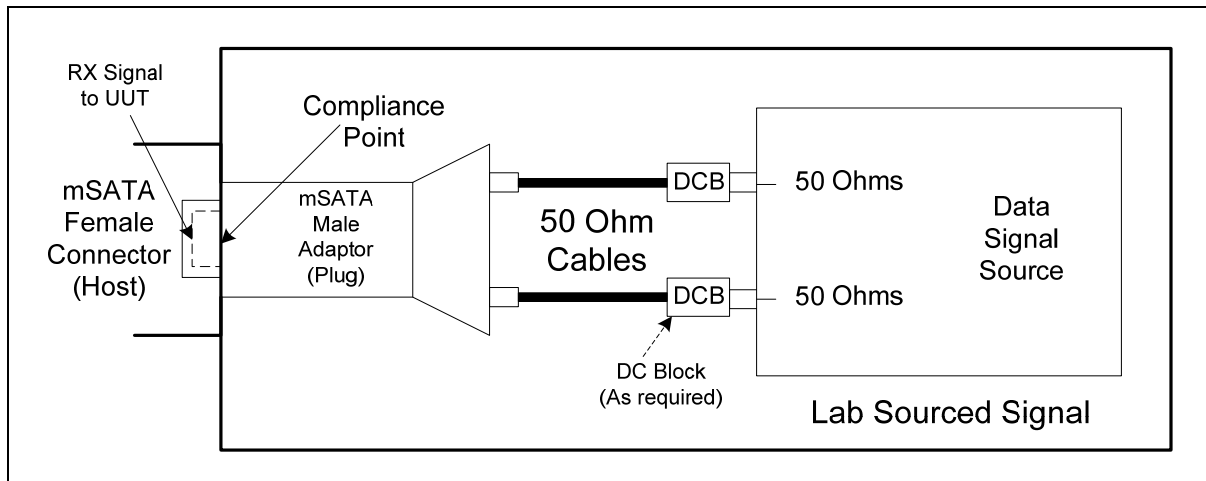 RX Signal
to UUT
Compliance
Point
mSATA
Female
Connector
(Host)
mSATA
Male
Adaptor
(Plug)
50 Ohm
Cables
DCB
50 Ohms
DCB
50 Ohms
Data
Signal
Source
DC Block
(As required)
Lab Sourced Signal